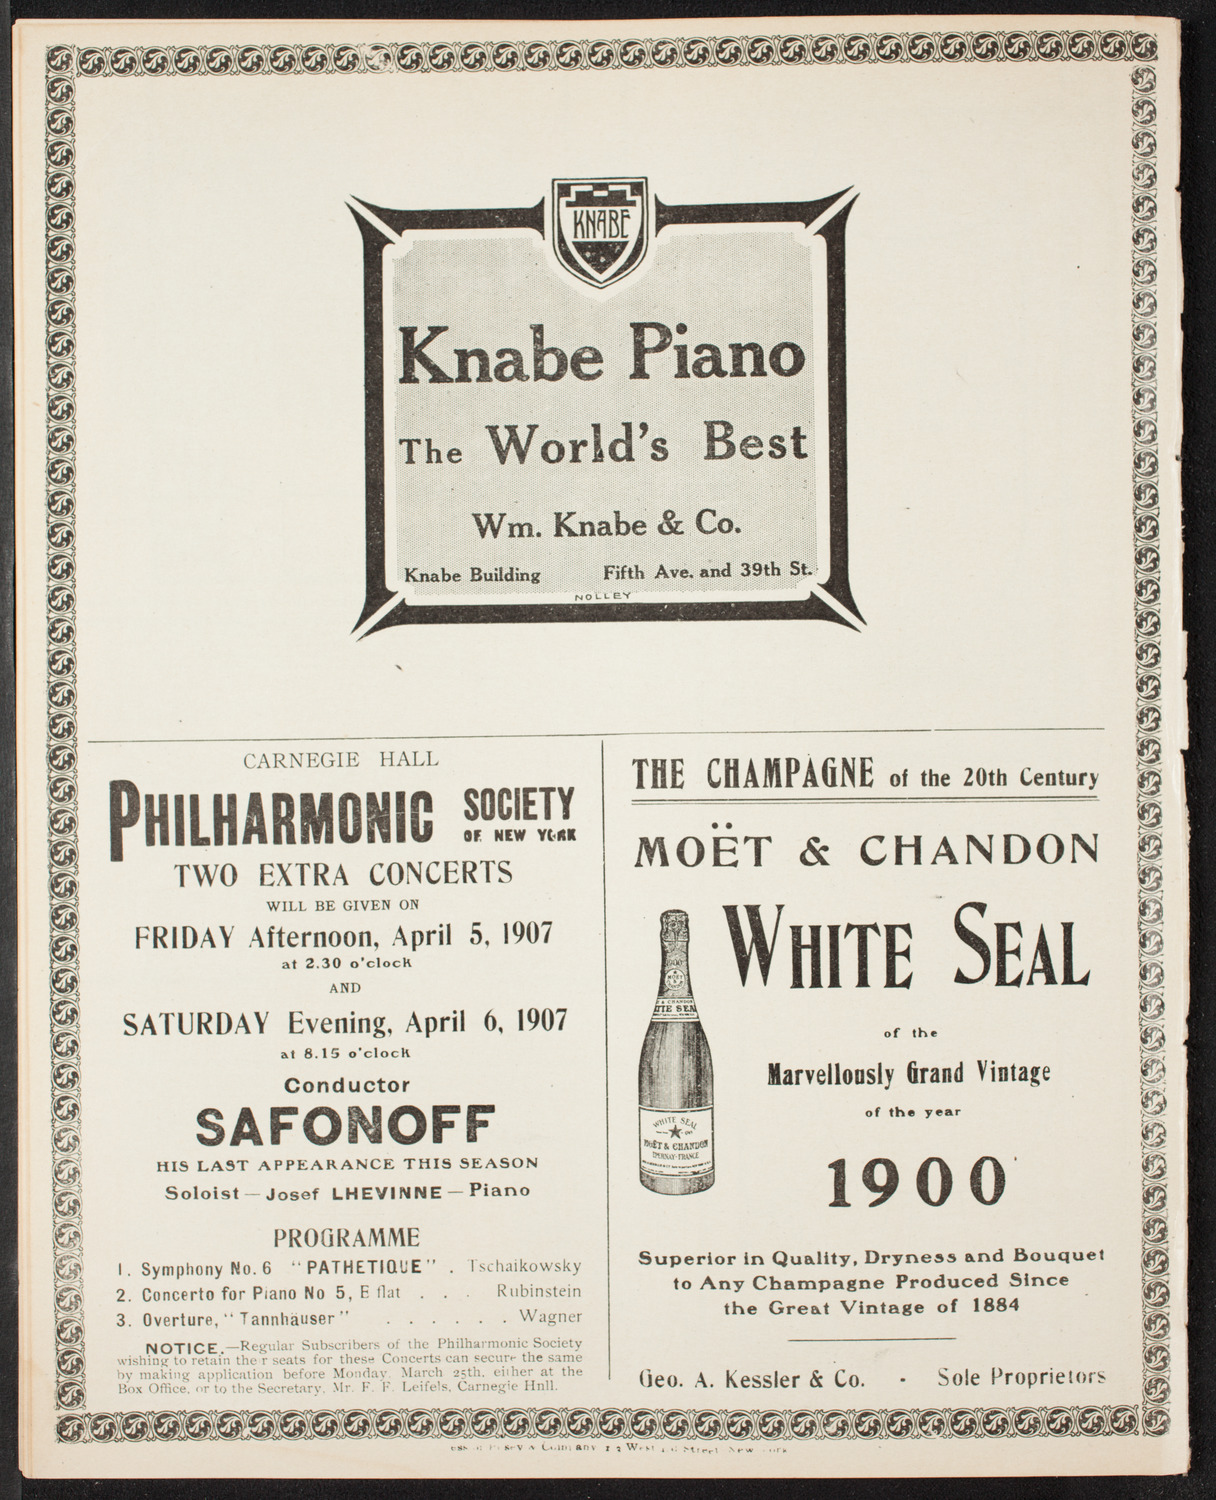 KNABE
Knabe Piano
The World's Best
Wm. Knabe & Co.
Knabe Building Fifth Ave. and 39th St.
NOLLEY
CARNEGIE HALL
PHILHARMONIC SOCIETY
OF NEW YORK
TWO EXTRA CONCERTS
WILL BE GIVEN ON
FRIDAY Afternoon, April 5, 1907
at 2.30 o'clock
AND
SATURDAY Evening, April 6, 1907
at 8.15 o'clock
Conductor
SAFONOFF
HIS LAST APPEARANCE THIS SEASON
Soloist — Josef LHEVINNE — Piano
PROGRAMME
1. Symphony No. 6 "PATHETIQUE" . Tschaikowsky
2. Concerto for Piano No 5, E flat . . . Rubinstein
3. Overture, "Tannhäuser" . . . . . . Wagner
NOTICE.—Regular Subscribers of the Philharmonic Society
wishing to retain the r seats for these Concerts can secure the same
by making application before Monday, March 25th, either at the
Box Office, or to the Secretary, Mr. F. F. Leifels, Carnegie Hall.
THE CHAMPAGNE of the 20th Century
MOËT & CHANDON
WHITE SEAL
of the
Marvellously Grand Vintage
of the year
1900
WHITE SEAL
MOËT & CHANDON
EPERNAY-FRANCE
Superior in Quality, Dryness and Bouquet
to Any Champagne Produced Since
the Great Vintage of 1884
Geo. A. Kessler & Co. - Sole Proprietors